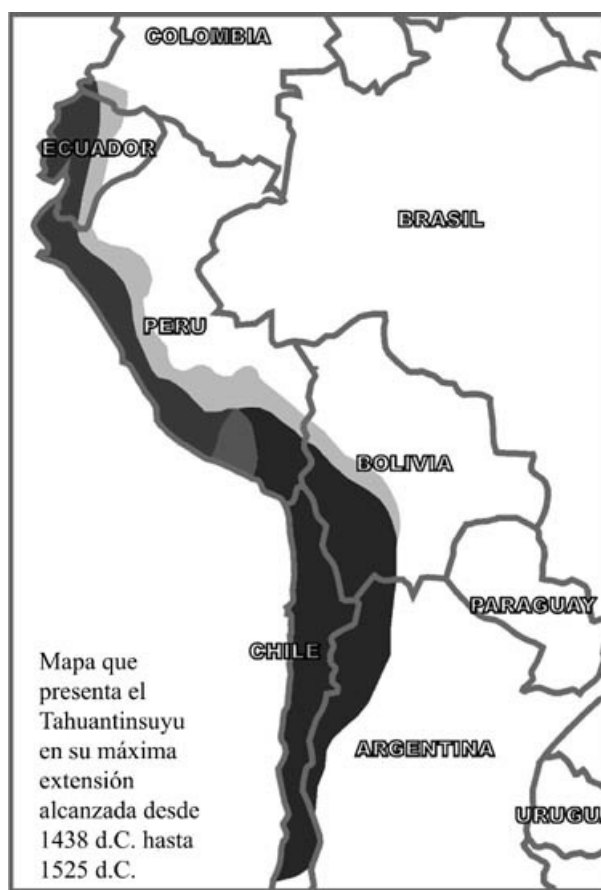 COLOMBIA
ECUADOR
BRASIL
PERU
BOLIVIA
PARAGUAY
CHILE
ARGENTINA
URUGUA
Mapa que
presenta el
Tahuantinsuyu
en su máxima
extensión
alcanzada desde
1438 d.C. hasta
1525 d.C.